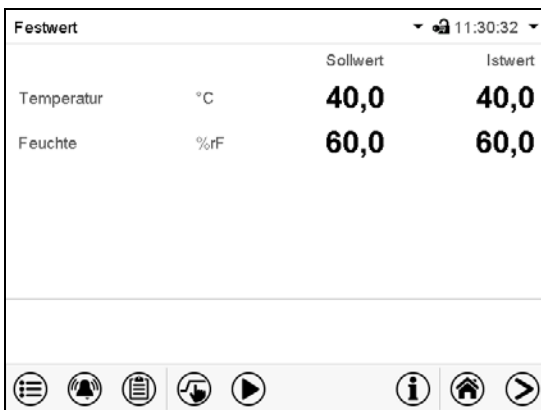 Festwert 11:30:32
Sollwert Istwert
Temperatur °C 40,0 40,0
Feuchte %rF 60,0 60,0